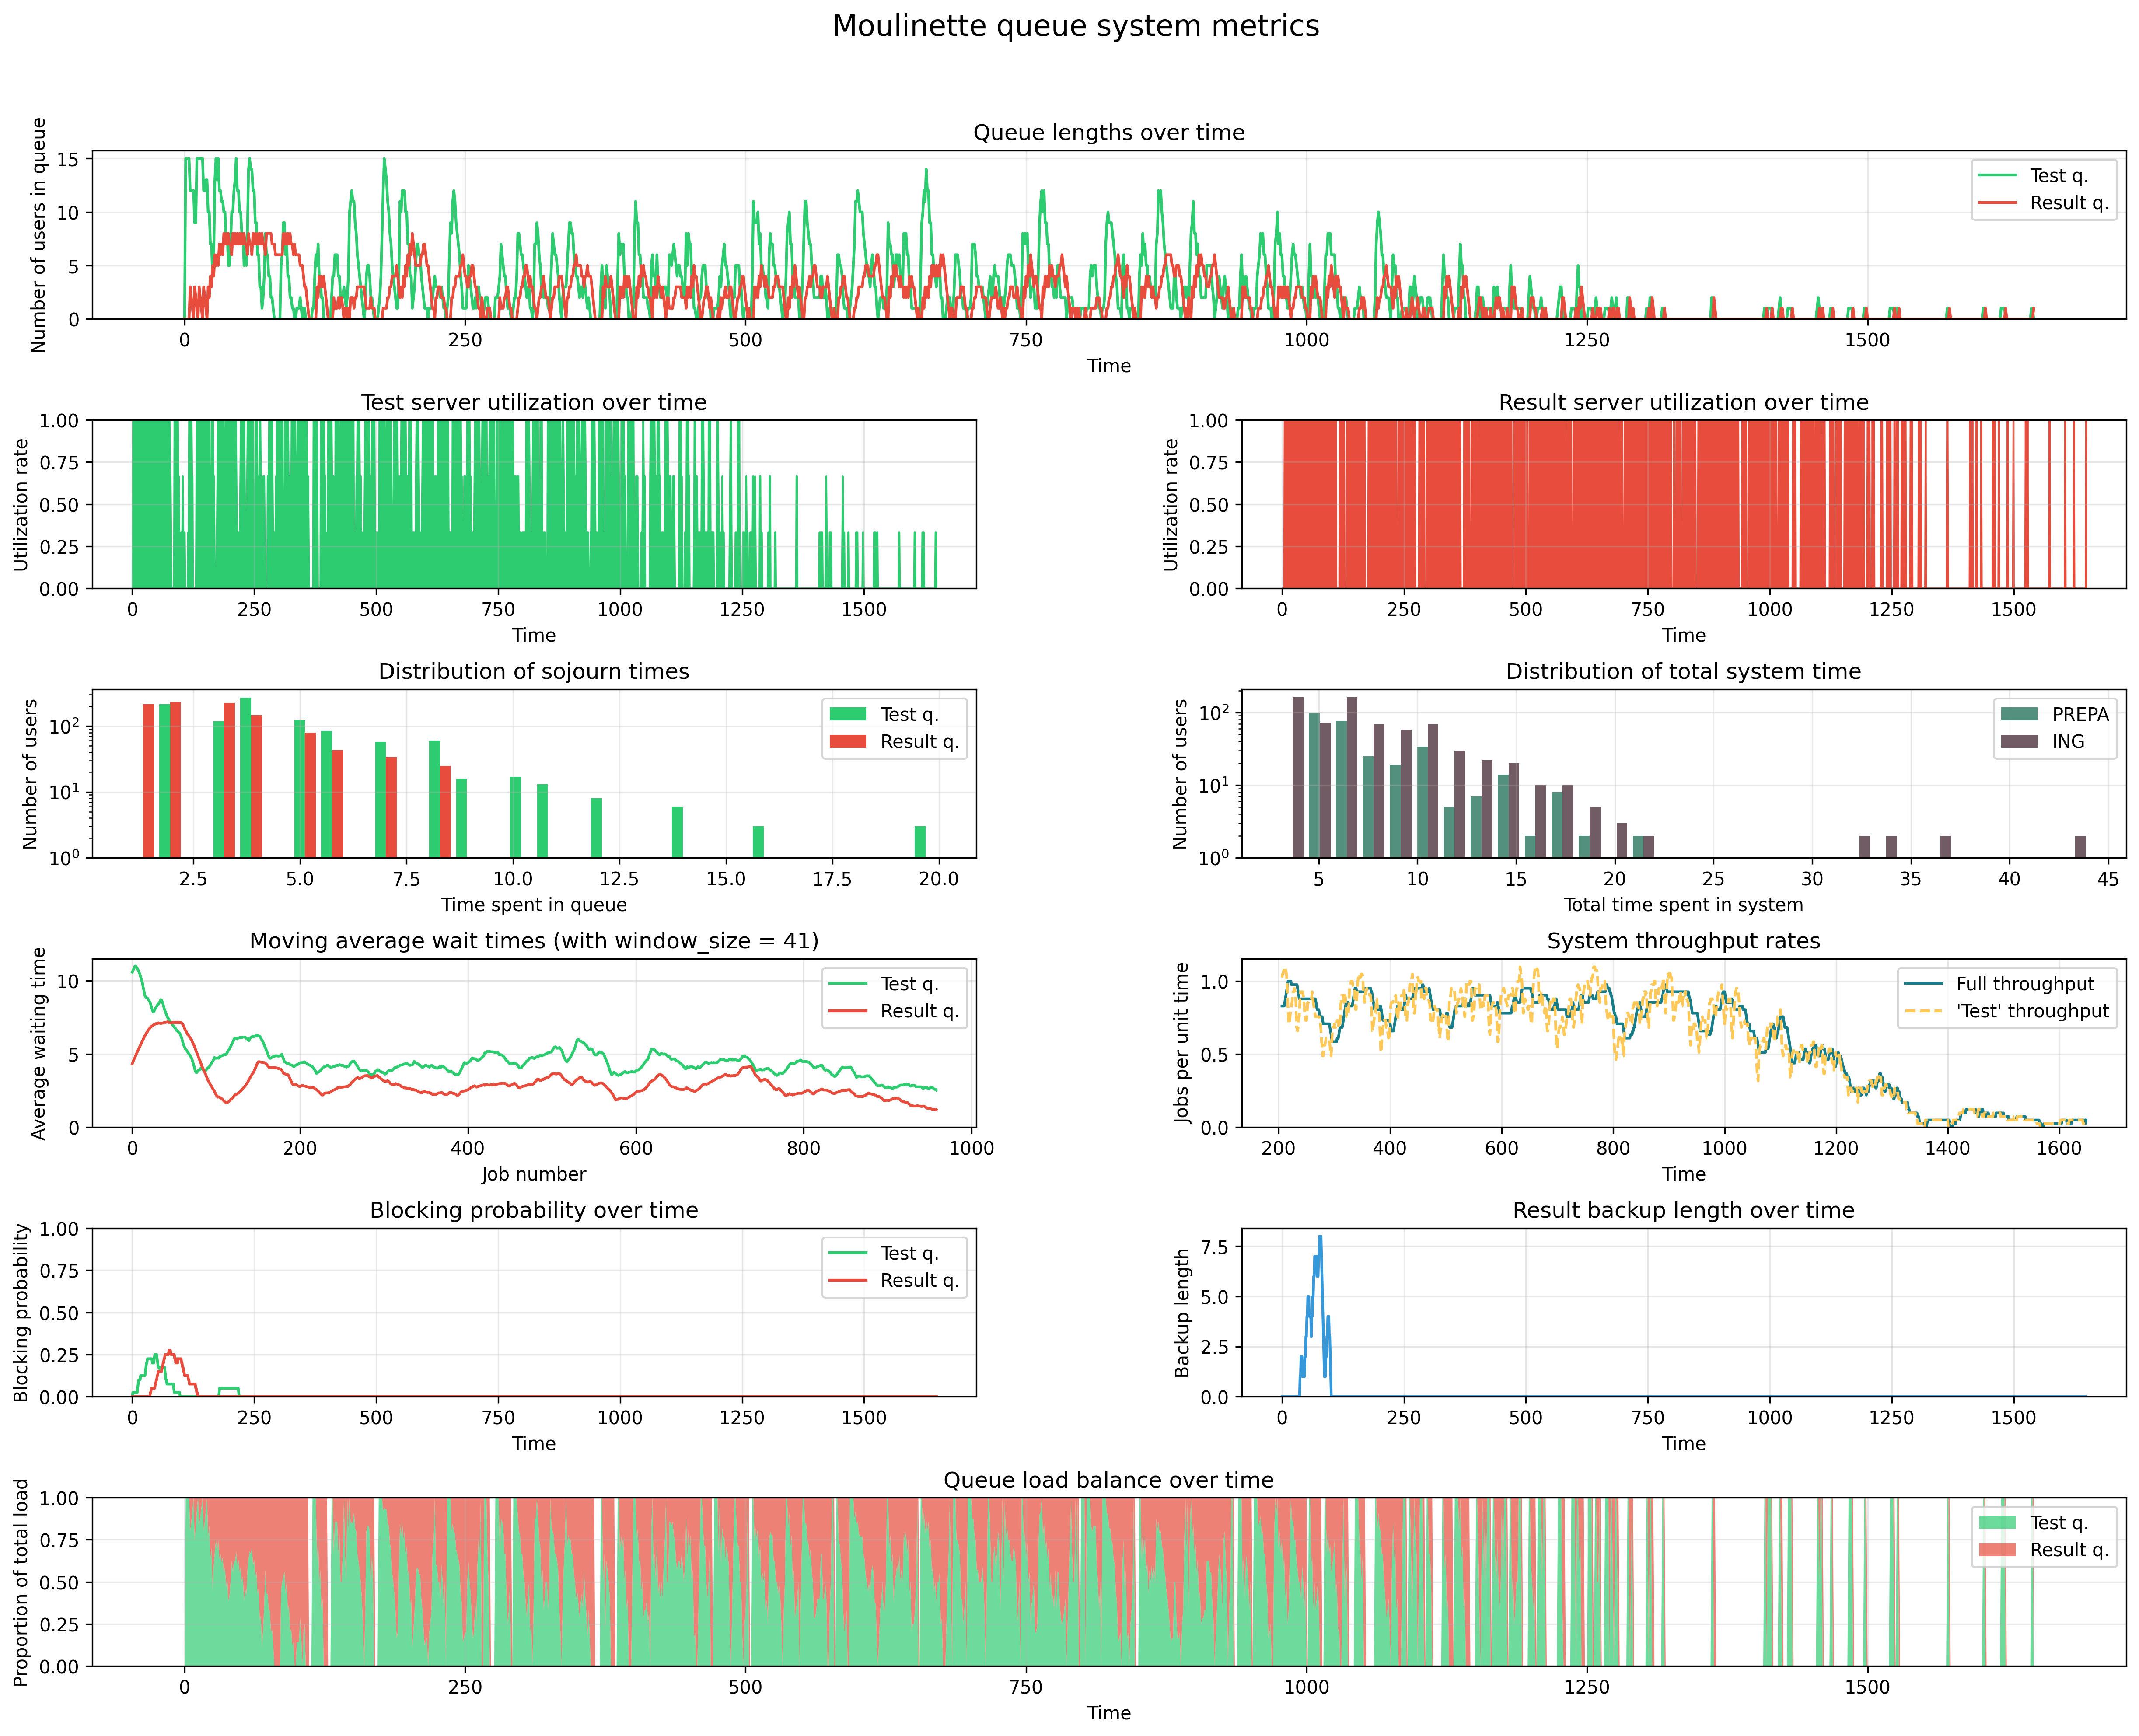 Moulinette queue system metrics
Queue lengths over time
Number of users in queue
15
10
5
0
Test q.
Result q.
0 250 500 750 1000 1250 1500
Time
Test server utilization over time
Utilization rate
1.00
0.75
0.50
0.25
0.00
0 250 500 750 1000 1250 1500
Time
Result server utilization over time
Utilization rate
1.00
0.75
0.50
0.25
0.00
0 250 500 750 1000 1250 1500
Time
Distribution of sojourn times
Number of users
10²
10¹
10⁰
Test q.
Result q.
2.5 5.0 7.5 10.0 12.5 15.0 17.5 20.0
Time spent in queue
Distribution of total system time
Number of users
10²
10¹
10⁰
PREPA
ING
5 10 15 20 25 30 35 40 45
Total time spent in system
Moving average wait times (with window_size = 41)
Average waiting time
10
5
0
Test q.
Result q.
0 200 400 600 800 1000
Job number
System throughput rates
Jobs per unit time
1.0
0.5
0.0
Full throughput
'Test' throughput
200 400 600 800 1000 1200 1400 1600
Time
Blocking probability over time
Blocking probability
1.00
0.75
0.50
0.25
0.00
Test q.
Result q.
0 250 500 750 1000 1250 1500
Time
Result backup length over time
Backup length
7.5
5.0
2.5
0.0
0 250 500 750 1000 1250 1500
Time
Queue load balance over time
Proportion of total load
1.00
0.75
0.50
0.25
0.00
Test q.
Result q.
0 250 500 750 1000 1250 1500
Time